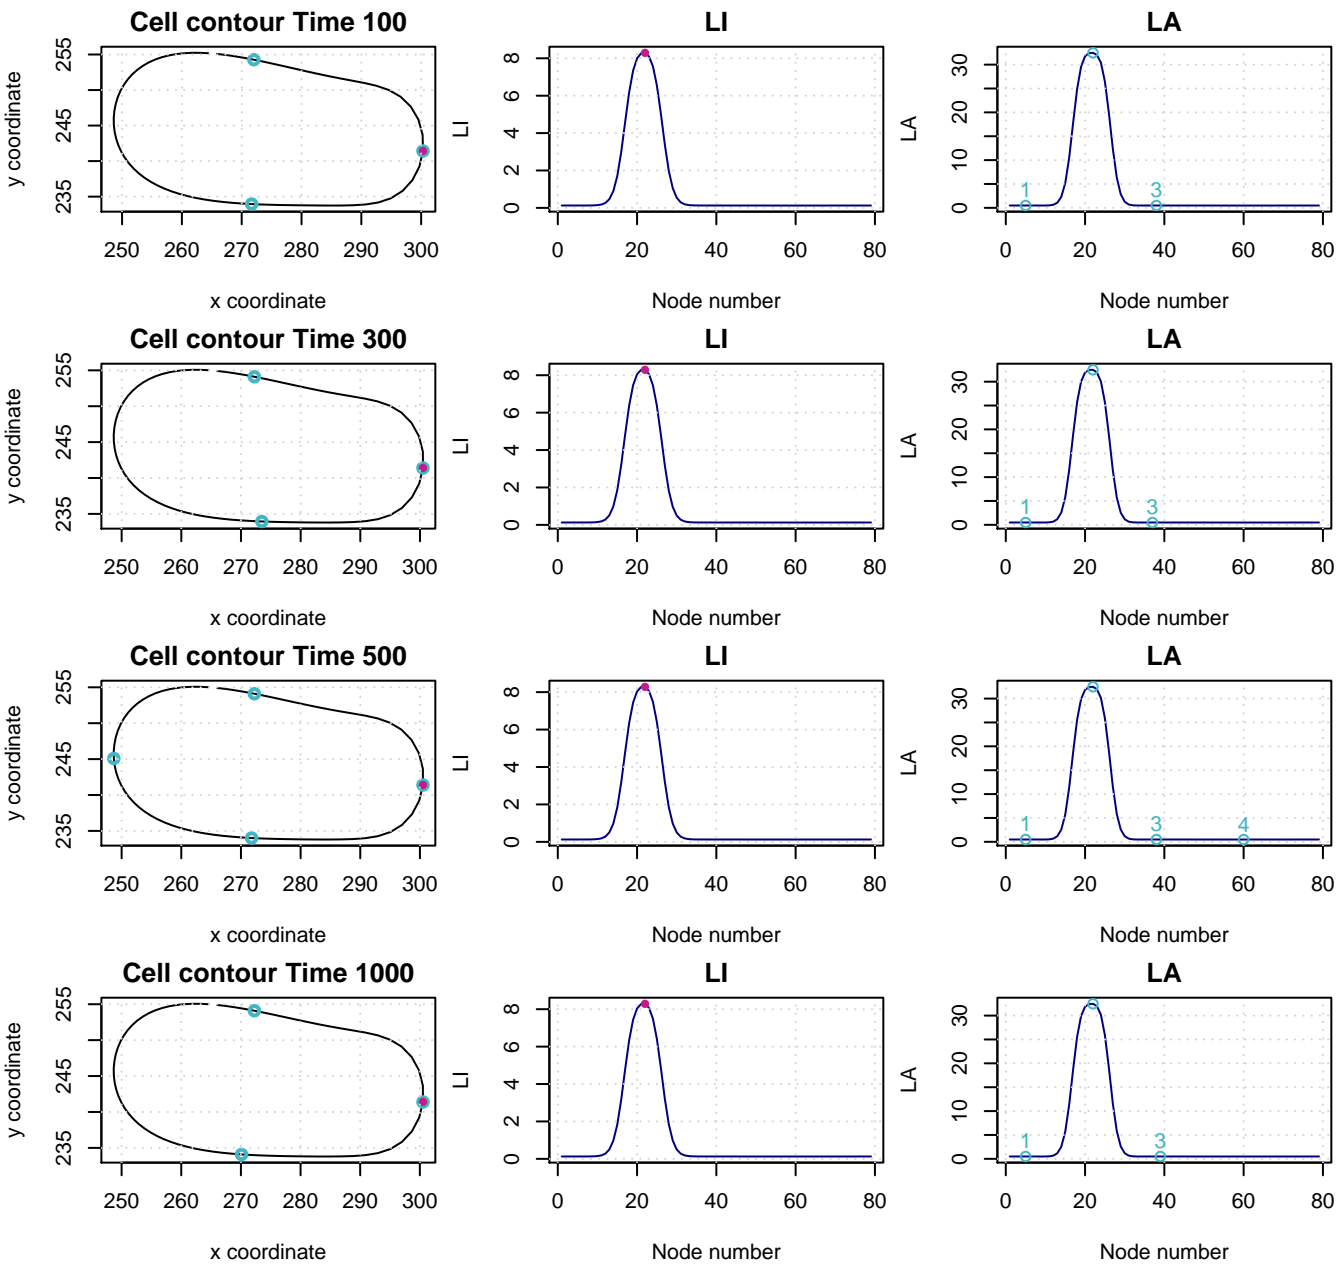 Cell contour Time 100 LI LA
y coordinate
235 245 255
250 260 270 280 290 300
x coordinate
LI
0 2 4 6 8
0 20 40 60 80
Node number
LA
0 10 20 30
1 3
0 20 40 60 80
Node number
Cell contour Time 300 LI LA
y coordinate
235 245 255
250 260 270 280 290 300
x coordinate
LI
0 2 4 6 8
0 20 40 60 80
Node number
LA
0 10 20 30
1 3
0 20 40 60 80
Node number
Cell contour Time 500 LI LA
y coordinate
235 245 255
250 260 270 280 290 300
x coordinate
LI
0 2 4 6 8
0 20 40 60 80
Node number
LA
0 10 20 30
1 3 4
0 20 40 60 80
Node number
Cell contour Time 1000 LI LA
y coordinate
235 245 255
250 260 270 280 290 300
x coordinate
LI
0 2 4 6 8
0 20 40 60 80
Node number
LA
0 10 20 30
1 3
0 20 40 60 80
Node number